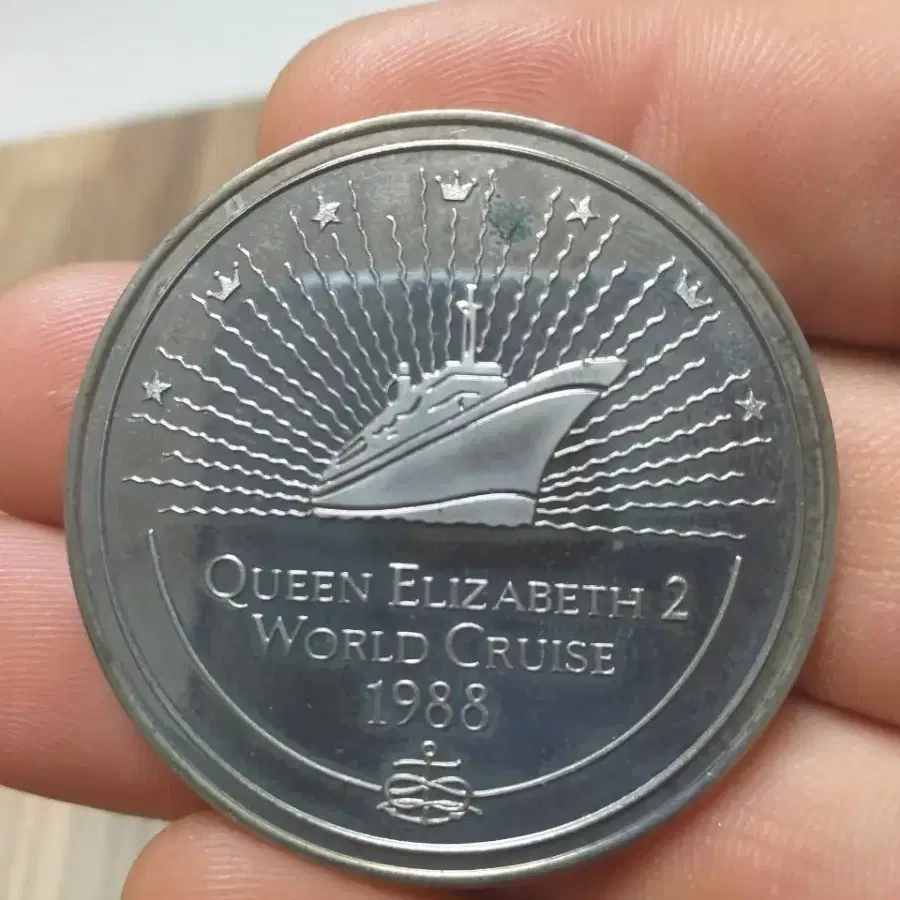 QUEEN ELIZABETH 2
WORLD CRUISE
1988